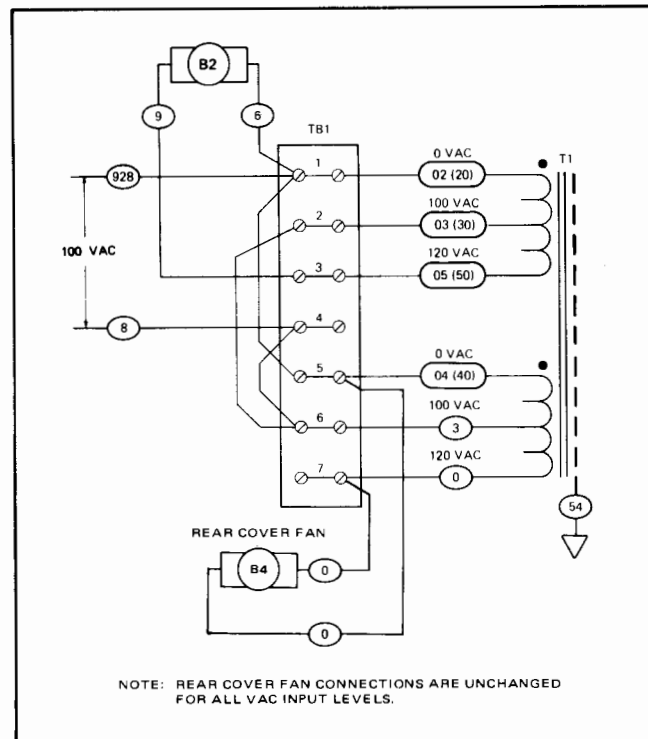 B2
9
6
TB1
928
1
0 VAC
02 (20)
T1
100 VAC
2
100 VAC
03 (30)
3
120 VAC
05 (50)
8
4
5
0 VAC
04 (40)
6
100 VAC
3
7
120 VAC
0
54
REAR COVER FAN
B4
0
0
NOTE: REAR COVER FAN CONNECTIONS ARE UNCHANGED
FOR ALL VAC INPUT LEVELS.